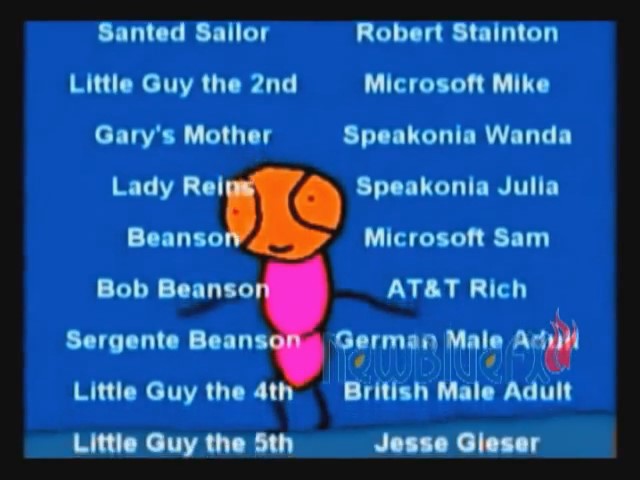 Santed Sailor Robert Stainton
Little Guy the 2nd Microsoft Mike
Gary's Mother Speakonia Wanda
Lady Reins Speakonia Julia
Beanson Microsoft Sam
Bob Beanson AT&T Rich
Sergente Beanson German Male Adult
NewBlueFX
Little Guy the 4th British Male Adult
Little Guy the 5th Jesse Gieser